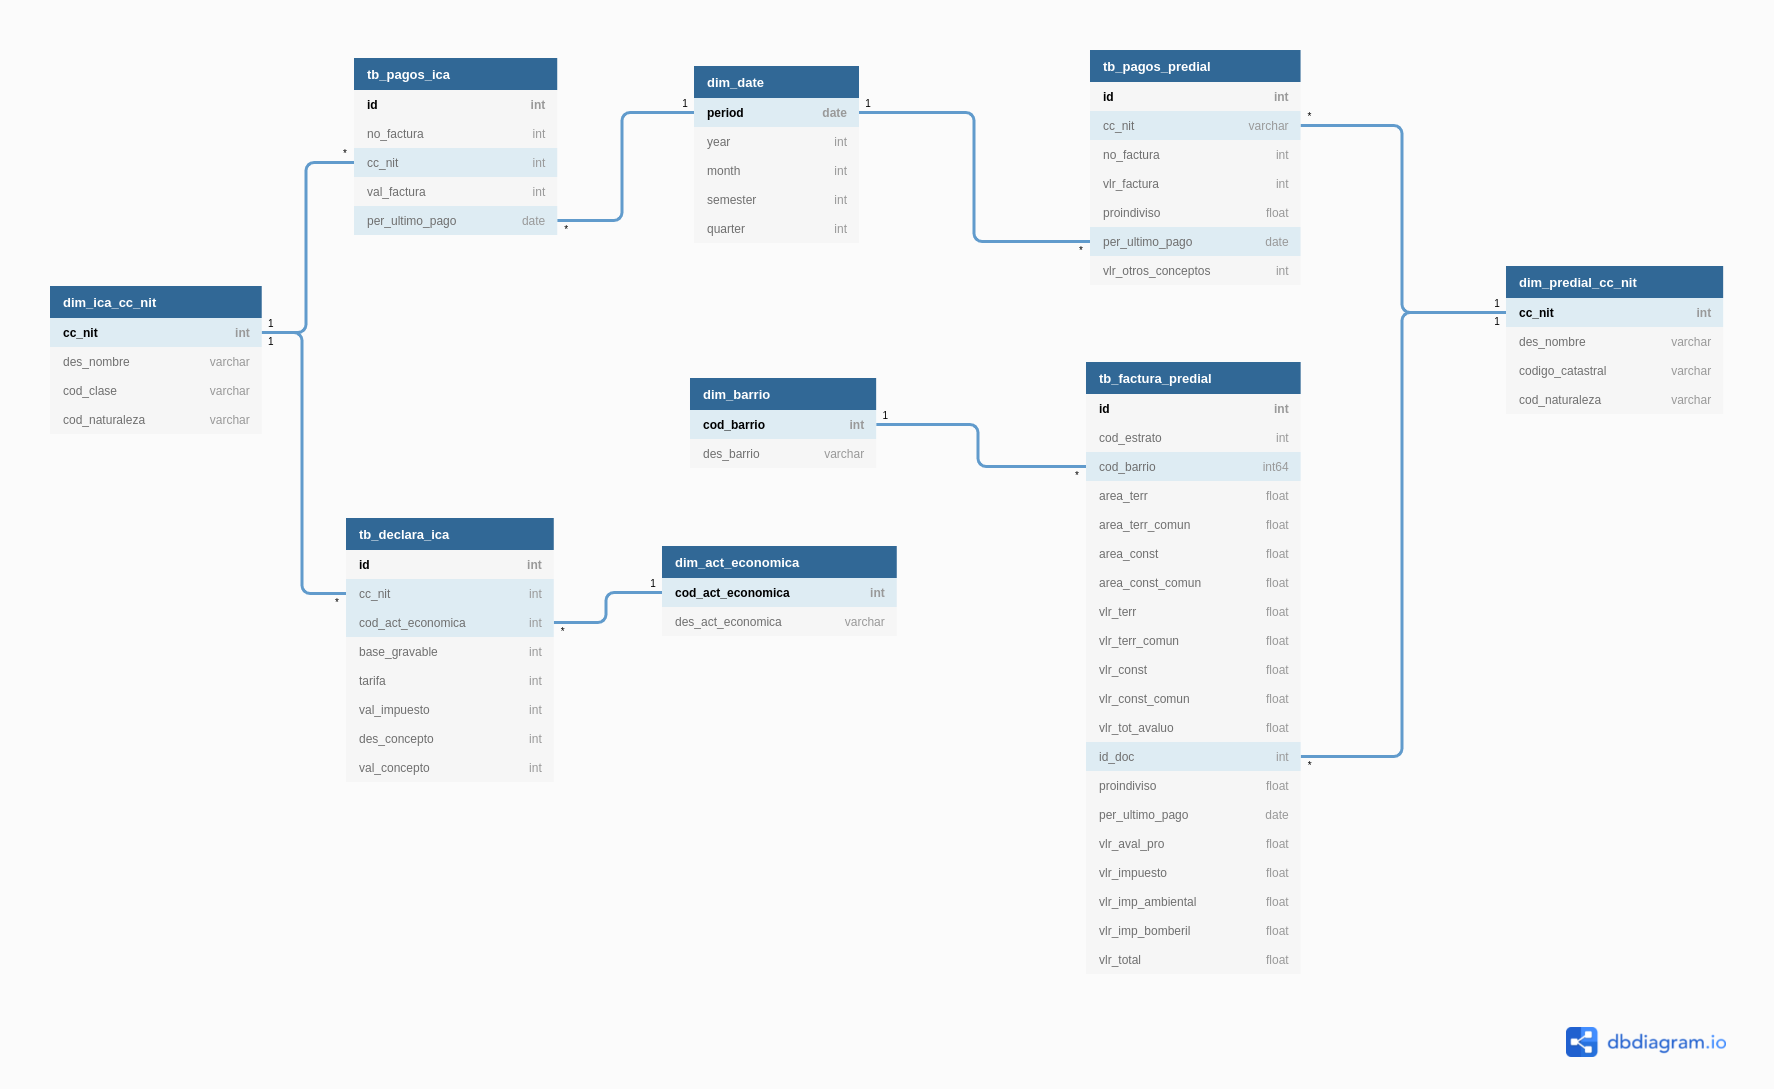 tb_pagos_ica
id int
no_factura int
* cc_nit int
val_factura int
per_ultimo_pago date
*
dim_date
1 period date 1
year int
month int
semester int
quarter int
tb_pagos_predial
id int
cc_nit varchar *
no_factura int
vlr_factura int
proindiviso float
* per_ultimo_pago date
vlr_otros_conceptos int
dim_ica_cc_nit
cc_nit int 1
1
des_nombre varchar
cod_clase varchar
cod_naturaleza varchar
dim_predial_cc_nit
1 cc_nit int
1
des_nombre varchar
codigo_catastral varchar
cod_naturaleza varchar
dim_barrio
cod_barrio int 1
des_barrio varchar
tb_factura_predial
id int
cod_estrato int
* cod_barrio int64
area_terr float
area_terr_comun float
area_const float
area_const_comun float
vlr_terr float
vlr_terr_comun float
vlr_const float
vlr_const_comun float
vlr_tot_avaluo float
id_doc int *
proindiviso float
per_ultimo_pago date
vlr_aval_pro float
vlr_impuesto float
vlr_imp_ambiental float
vlr_imp_bomberil float
vlr_total float
tb_declara_ica
id int
* cc_nit int
cod_act_economica int *
base_gravable int
tarifa int
val_impuesto int
des_concepto int
val_concepto int
dim_act_economica
1 cod_act_economica int
des_act_economica varchar
dbdiagram.io